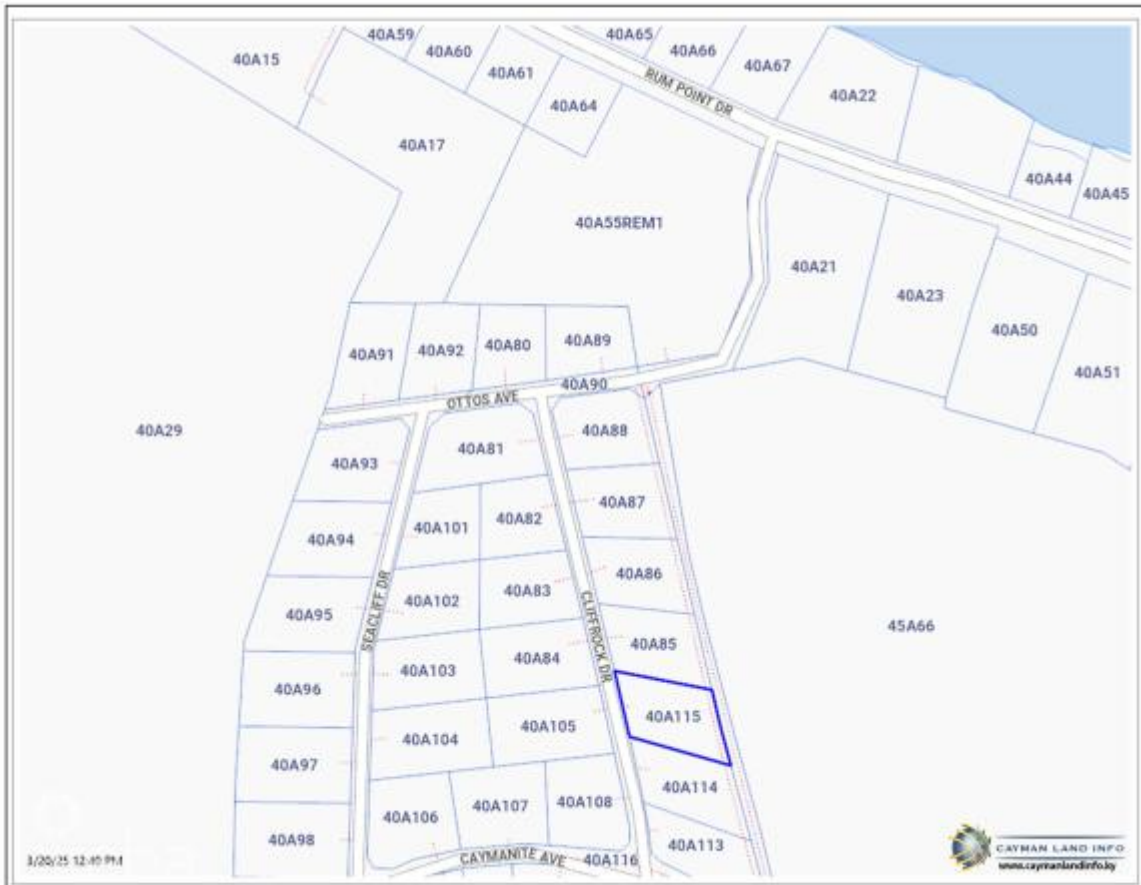 40A59
40A65
40A15
40A60
40A66
40A61
40A67
RUM POINT DR
40A22
40A64
40A17
40A44
40A45
40A55REM1
40A21
40A23
40A50
40A91
40A92
40A80
40A89
40A51
40A90
OTTOS AVE
40A29
40A88
40A81
40A93
40A87
40A82
40A101
40A94
40A86
40A83
40A102
40A95
SEACLIFF DR
CLIFFROCK DR
45A66
40A85
40A84
40A103
40A96
40A115
40A105
40A104
40A97
40A114
40A108
40A107
40A106
40A98
40A113
CAYMANITE AVE
40A116
3/20/25 12:40 PM
CAYMAN LAND INFO
www.caymanlandinfo.ky